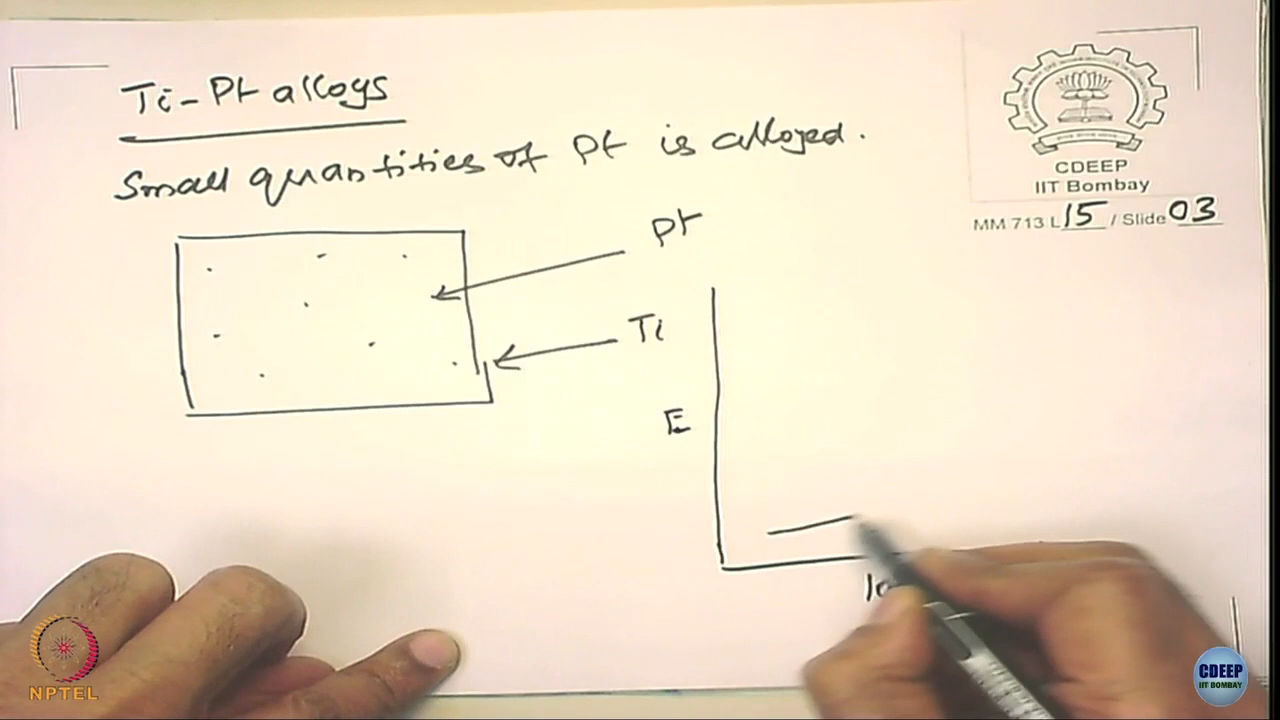 Ti-Pt alloys
Small quantities of Pt is alloyed.
CDEEP
IIT Bombay
MM 713 L 15 / Slide 03
Pt
Ti
E
NPTEL
CDEEP
IIT BOMBAY